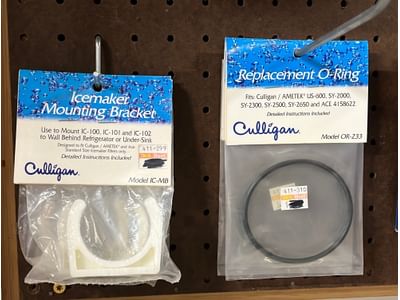 Icemaker
Mounting Bracket
Use to Mount IC-100, IC-101 and IC-102
to Wall Behind Refrigerator or Under-Sink
Designed to fit Culligan / AMETEK and Ace
Standard Size Icemaker Filters only.
Detailed Instructions Included
Culligan.
Model IC-MB
Replacement O-Ring
Fits: Culligan / AMETEK® US-600, SY-2000,
SY-2300, SY-2500, SY-2650 and ACE 4158622.
Detailed Instructions Included
Culligan.
Model OR-233
411-310